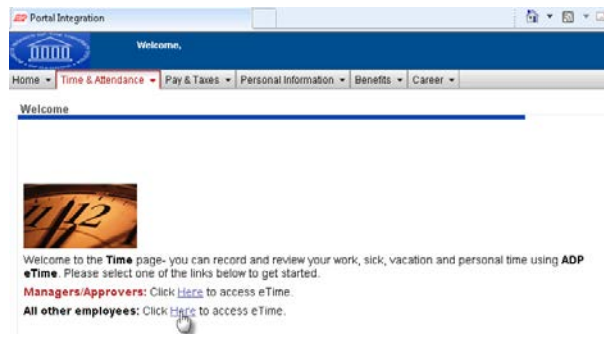 ADP Portal Integration
Welcome,
Home Time & Attendance Pay & Taxes Personal Information Benefits Career
Welcome
11 12
Welcome to the Time page- you can record and review your work, sick, vacation and personal time using ADP
eTime. Please select one of the links below to get started.
Managers/Approvers: Click Here to access eTime.
All other employees: Click Here to access eTime.